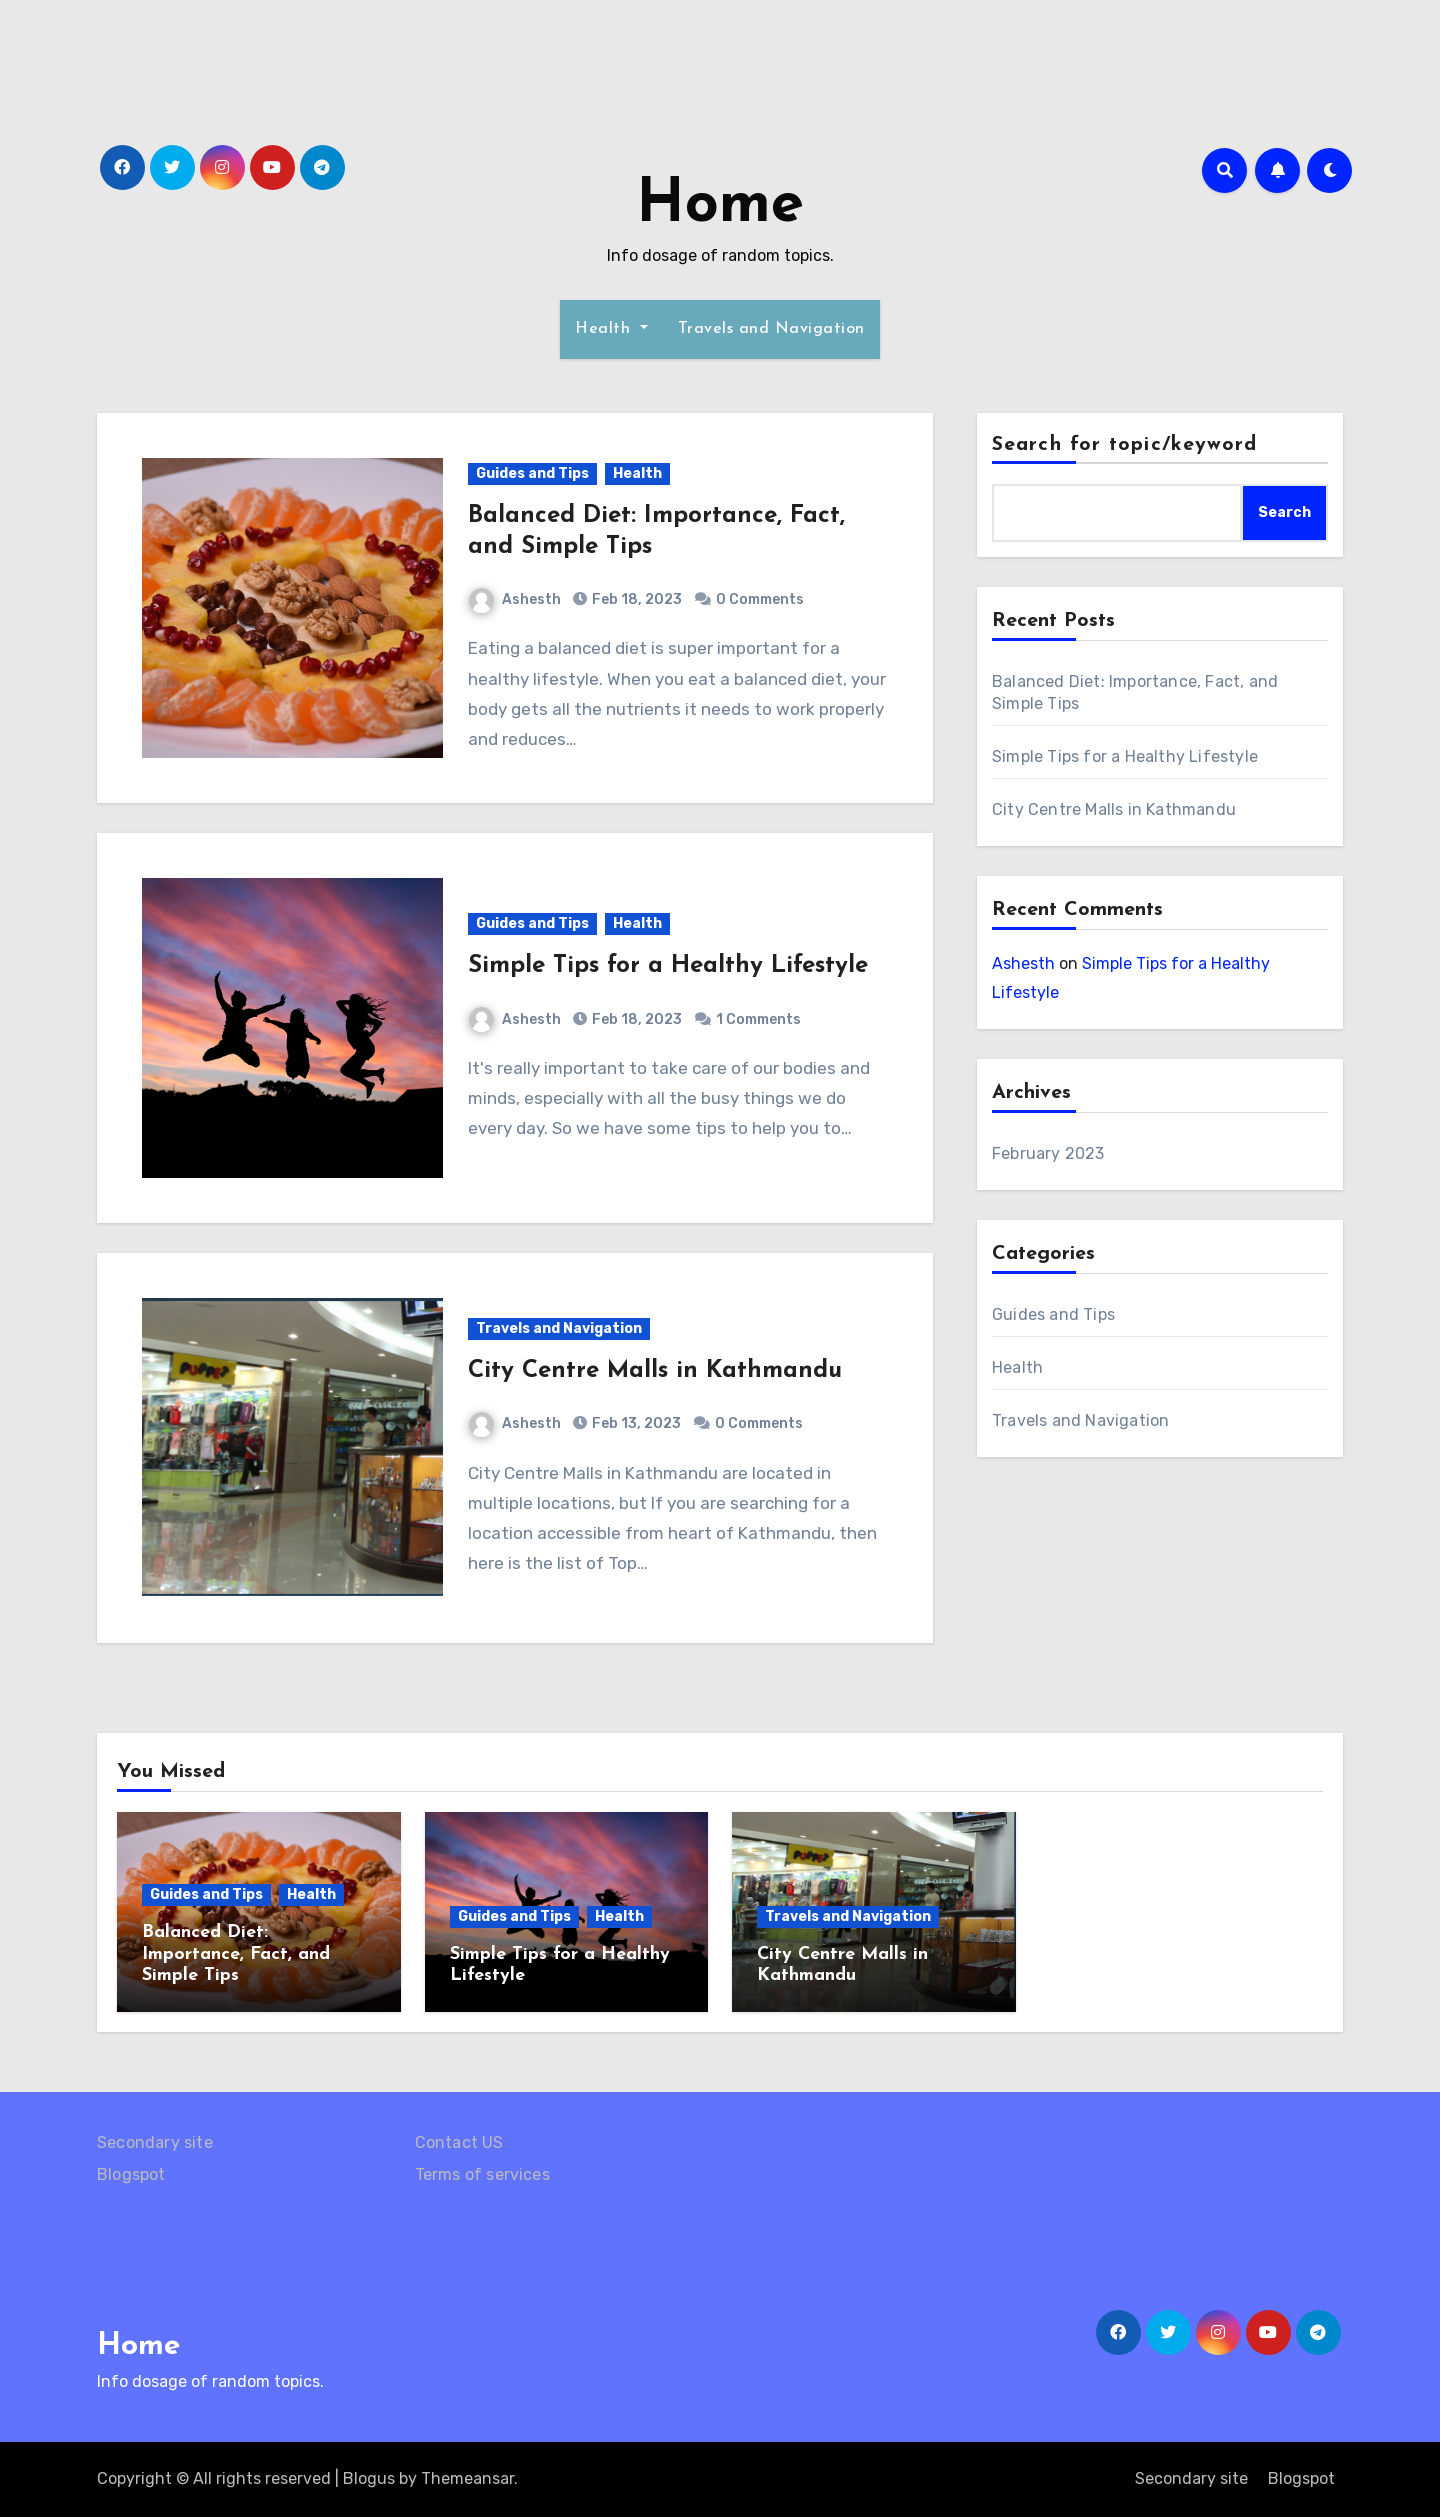 Home
Info dosage of random topics.
Health
Travels and Navigation
Guides and Tips
Health
Balanced Diet: Importance, Fact,
and Simple Tips
Ashesth
Feb 18, 2023
0 Comments
Eating a balanced diet is super important for a
healthy lifestyle. When you eat a balanced diet, your
body gets all the nutrients it needs to work properly
and reduces…
PUPPET
Guides and Tips
Health
Simple Tips for a Healthy Lifestyle
Ashesth
Feb 18, 2023
1 Comments
It's really important to take care of our bodies and
minds, especially with all the busy things we do
every day. So we have some tips to help you to…
Travels and Navigation
City Centre Malls in Kathmandu
Ashesth
Feb 13, 2023
0 Comments
City Centre Malls in Kathmandu are located in
multiple locations, but If you are searching for a
location accessible from heart of Kathmandu, then
here is the list of Top…
Search for topic/keyword
Search
Recent Posts
Balanced Diet: Importance, Fact, and
Simple Tips
Simple Tips for a Healthy Lifestyle
City Centre Malls in Kathmandu
Recent Comments
Ashesth on Simple Tips for a Healthy
Lifestyle
Archives
February 2023
Categories
Guides and Tips
Health
Travels and Navigation
You Missed
Guides and Tips
Health
Balanced Diet:
Importance, Fact, and
Simple Tips
Guides and Tips
Health
Simple Tips for a Healthy
Lifestyle
PUPPET
Travels and Navigation
City Centre Malls in
Kathmandu
Secondary site
Blogspot
Contact US
Terms of services
Home
Info dosage of random topics.
Copyright © All rights reserved | Blogus by Themeansar.
Secondary site
Blogspot